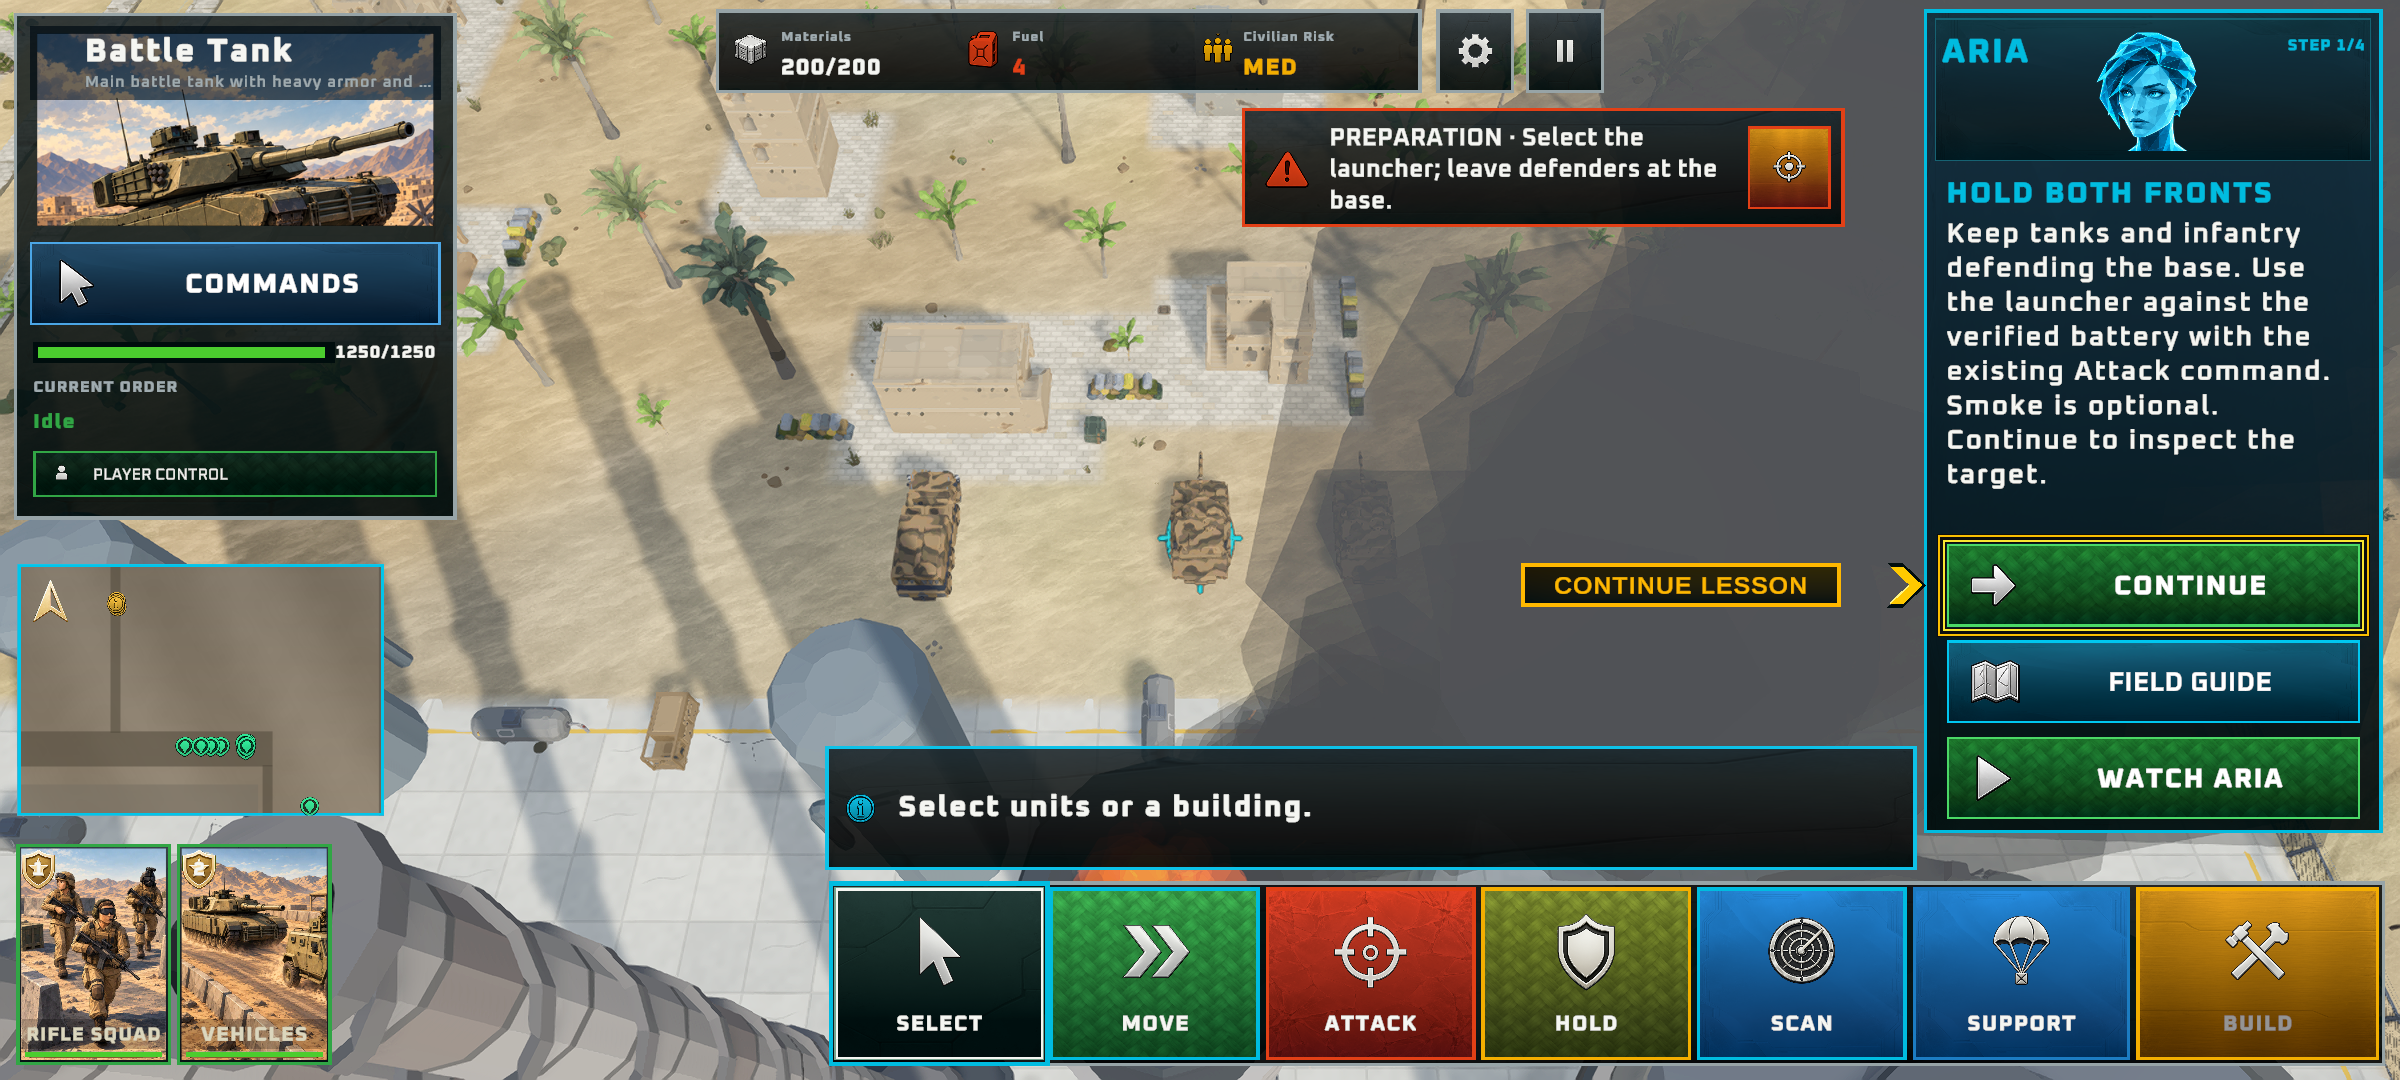 Battle Tank
Main battle tank with heavy armor and ...
COMMANDS
1250/1250
CURRENT ORDER
Idle
PLAYER CONTROL
Materials
200/200
Fuel
4
Civilian Risk
MED
PREPARATION · Select the
launcher; leave defenders at the
base.
ARIA
STEP 1/4
HOLD BOTH FRONTS
Keep tanks and infantry
defending the base. Use
the launcher against the
verified battery with the
existing Attack command.
Smoke is optional.
Continue to inspect the
target.
CONTINUE LESSON
CONTINUE
FIELD GUIDE
WATCH ARIA
Select units or a building.
RIFLE SQUAD
VEHICLES
SELECT
MOVE
ATTACK
HOLD
SCAN
SUPPORT
BUILD